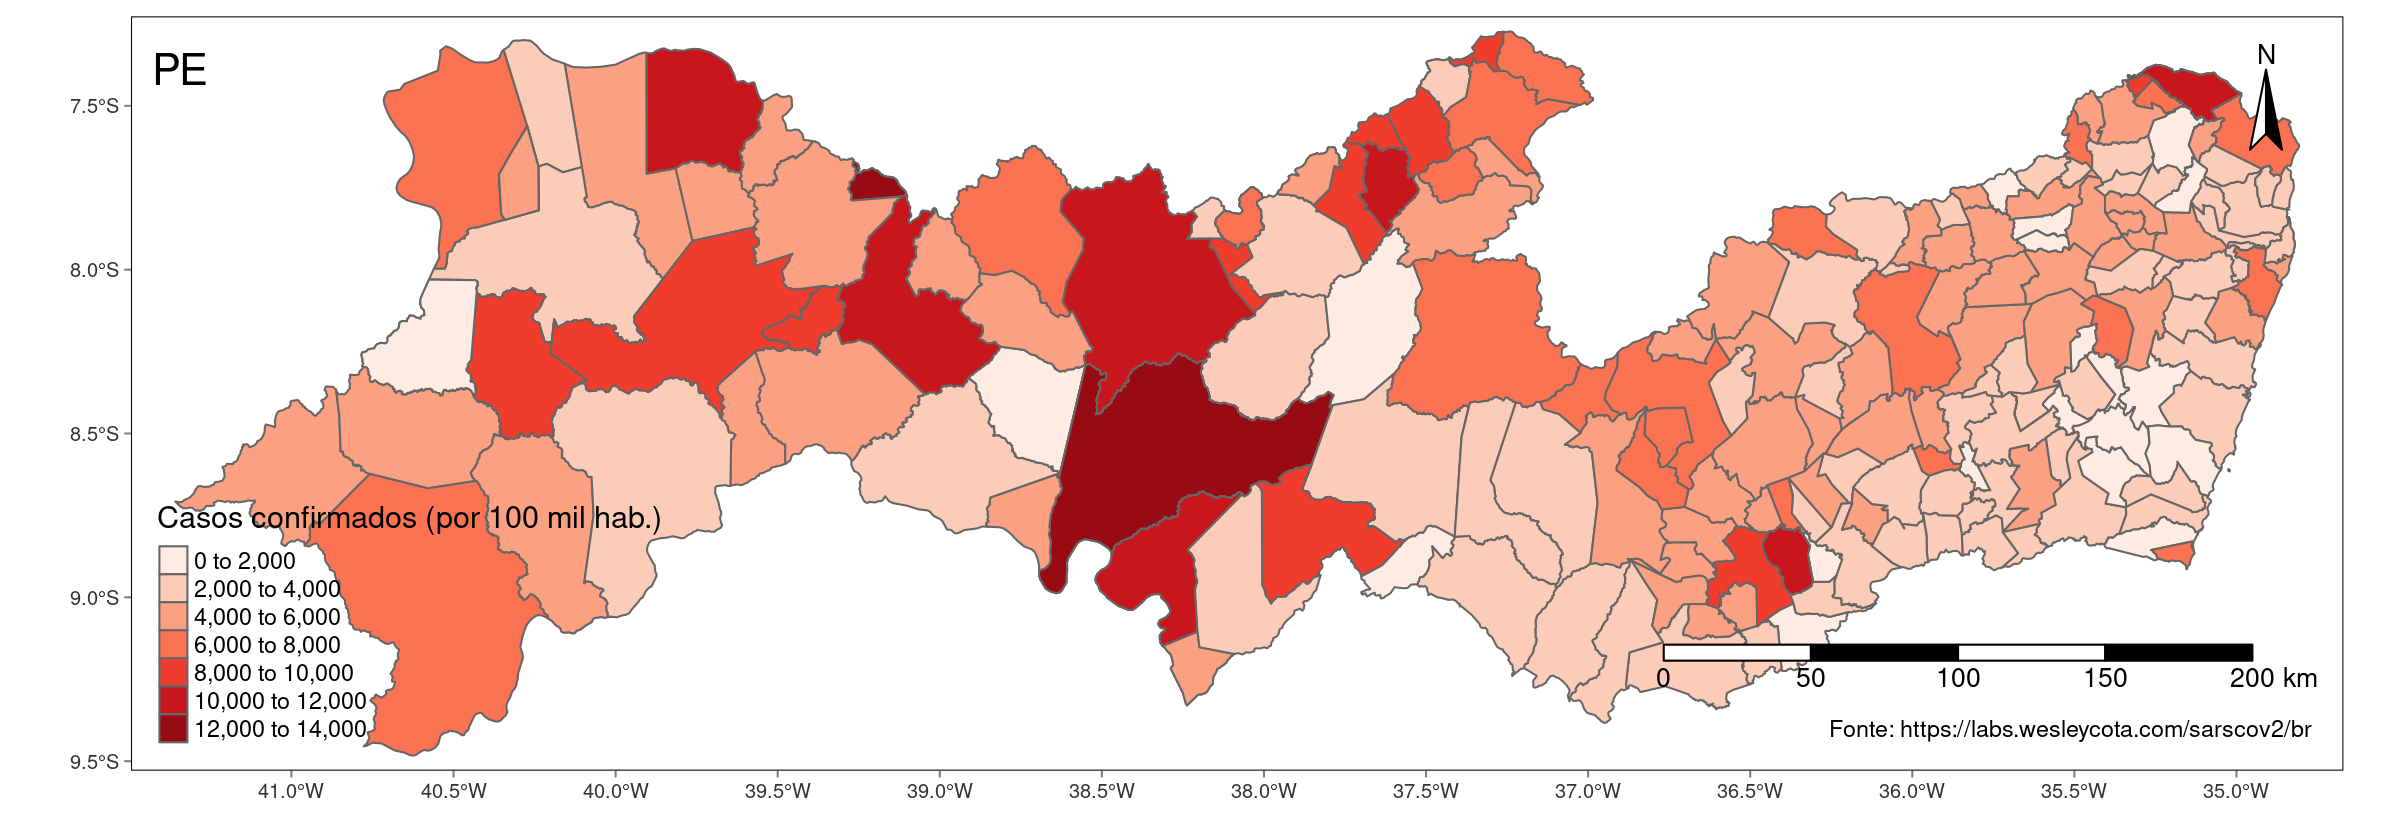 PE
N
7.5°S
8.0°S
8.5°S
9.0°S
9.5°S
Casos confirmados (por 100 mil hab.)
0 to 2,000
2,000 to 4,000
4,000 to 6,000
6,000 to 8,000
8,000 to 10,000
10,000 to 12,000
12,000 to 14,000
0 50 100 150 200 km
Fonte: https://labs.wesleycota.com/sarscov2/br
41.0°W 40.5°W 40.0°W 39.5°W 39.0°W 38.5°W 38.0°W 37.5°W 37.0°W 36.5°W 36.0°W 35.5°W 35.0°W